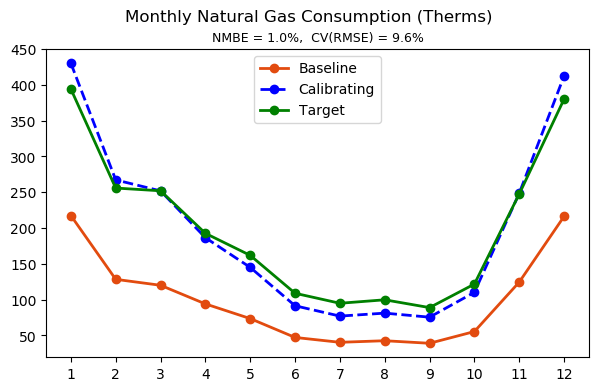 Monthly Natural Gas Consumption (Therms)
NMBE = 1.0%,  CV(RMSE) = 9.6%
450
400
350
300
250
200
150
100
50
Baseline
Calibrating
Target
1 2 3 4 5 6 7 8 9 10 11 12